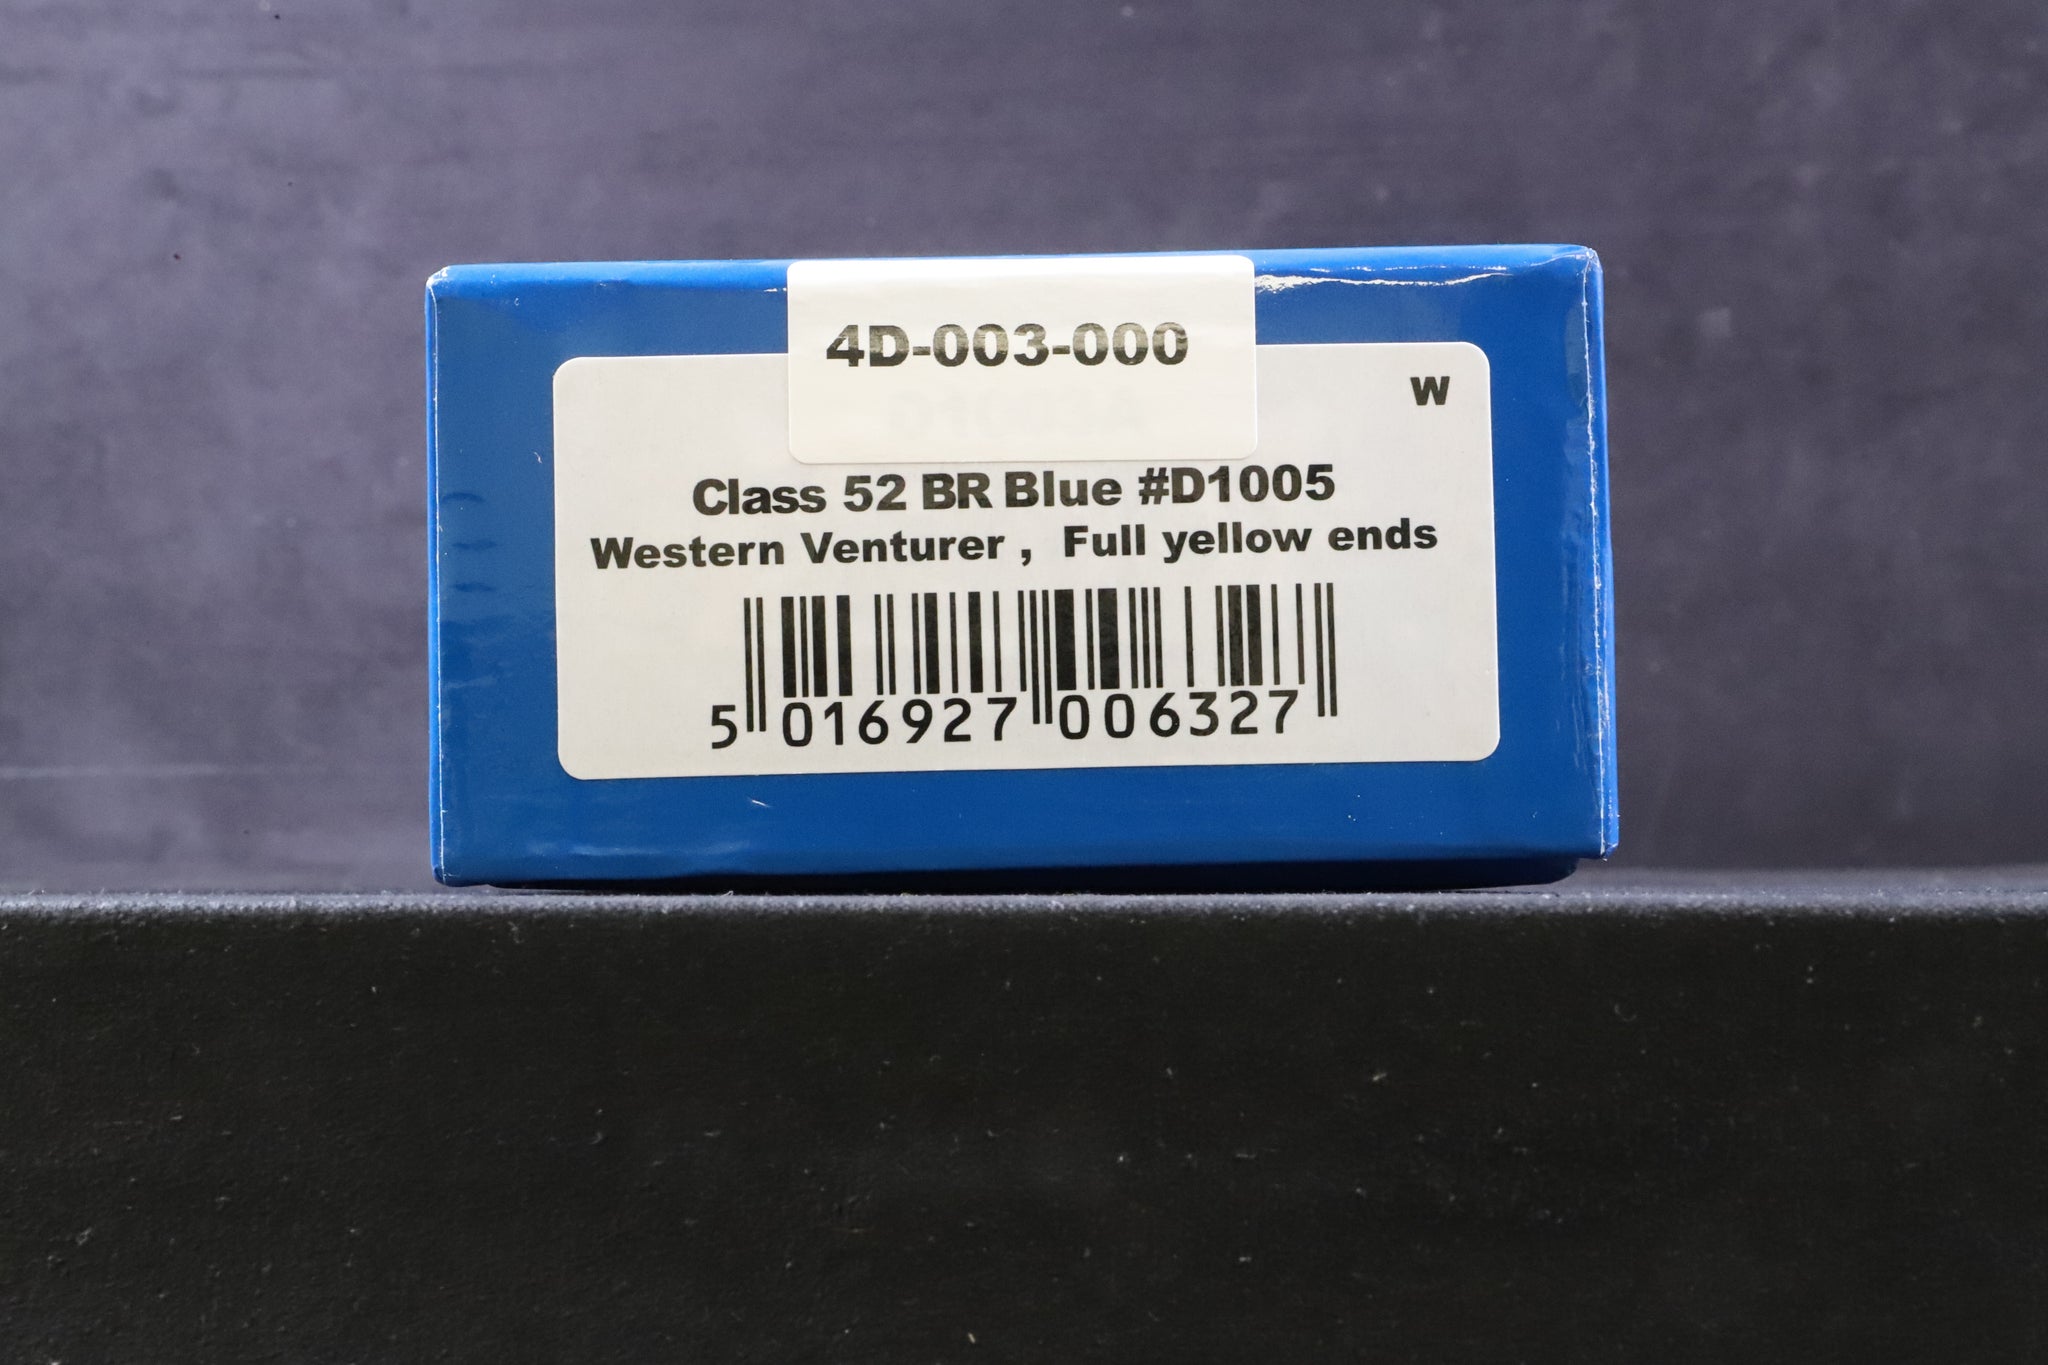 4D-003-000
W
Class 52 BR Blue #D1005
Western Venturer ,  Full yellow ends
5 016927 006327